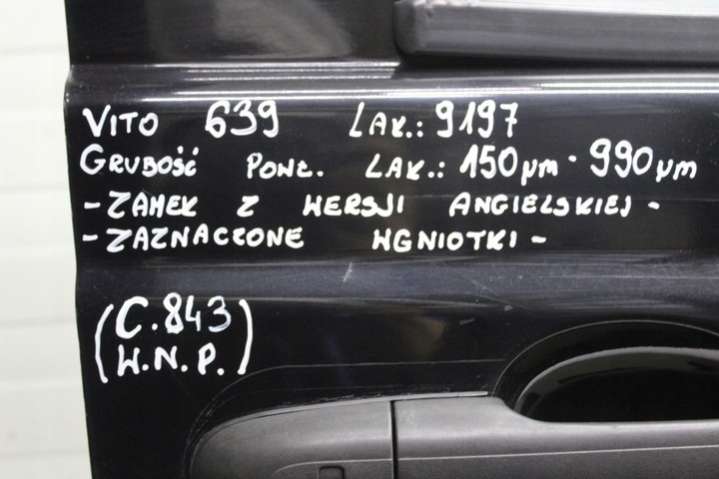 VITO 639 LAK.: 9197
GRUBOŚĆ POWŁ. LAK.: 150µm - 990µm
- ZAMEK Z WERSJI ANGIELSKIEJ -
- ZAZNACZONE WGNIOTKI -
(C.843
W.N.P.)